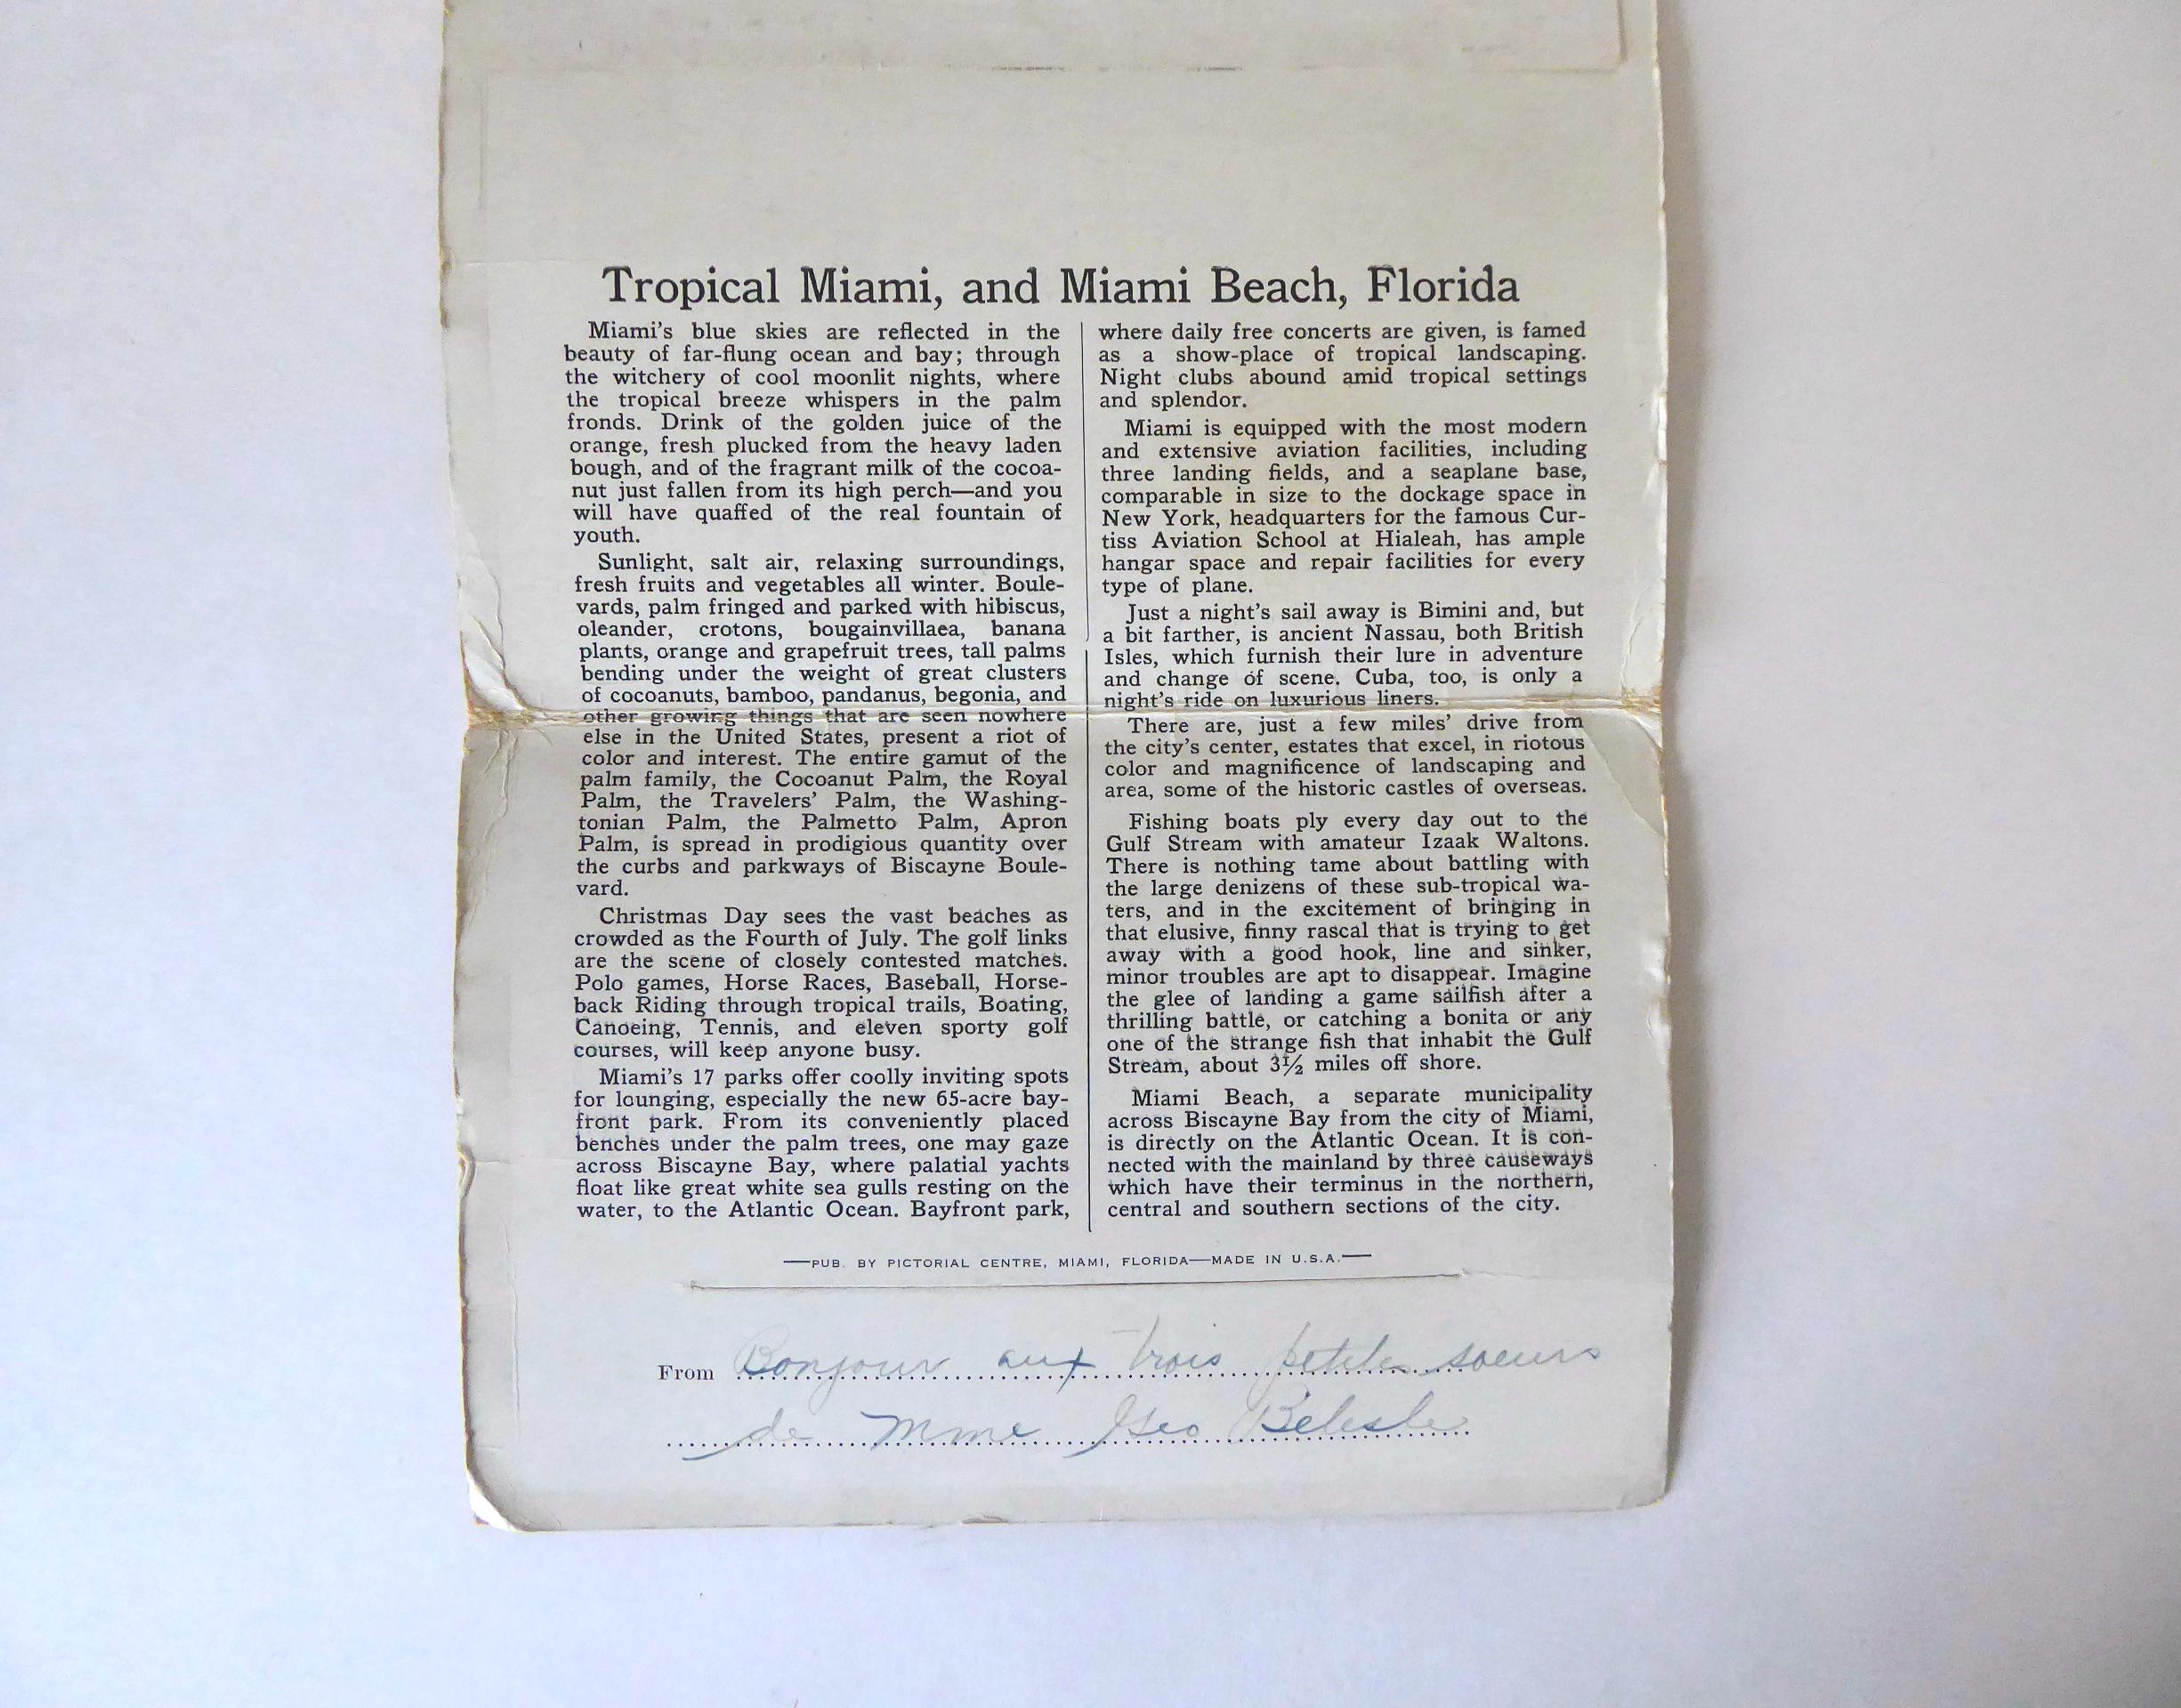 Tropical Miami, and Miami Beach, Florida
Miami's blue skies are reflected in the
beauty of far-flung ocean and bay; through
the witchery of cool moonlit nights, where
the tropical breeze whispers in the palm
fronds. Drink of the golden juice of the
orange, fresh plucked from the heavy laden
bough, and of the fragrant milk of the cocoa-
nut just fallen from its high perch—and you
will have quaffed of the real fountain of
youth.
Sunlight, salt air, relaxing surroundings,
fresh fruits and vegetables all winter. Boule-
vards, palm fringed and parked with hibiscus,
oleander, crotons, bougainvillaea, banana
plants, orange and grapefruit trees, tall palms
bending under the weight of great clusters
of cocoanuts, bamboo, pandanus, begonia, and
other growing things that are seen nowhere
else in the United States, present a riot of
color and interest. The entire gamut of the
palm family, the Cocoanut Palm, the Royal
Palm, the Travelers' Palm, the Washing-
tonian Palm, the Palmetto Palm, Apron
Palm, is spread in prodigious quantity over
the curbs and parkways of Biscayne Boule-
vard.
Christmas Day sees the vast beaches as
crowded as the Fourth of July. The golf links
are the scene of closely contested matches.
Polo games, Horse Races, Baseball, Horse-
back Riding through tropical trails, Boating,
Canoeing, Tennis, and eleven sporty golf
courses, will keep anyone busy.
Miami's 17 parks offer coolly inviting spots
for lounging, especially the new 65-acre bay-
front park. From its conveniently placed
benches under the palm trees, one may gaze
across Biscayne Bay, where palatial yachts
float like great white sea gulls resting on the
water, to the Atlantic Ocean. Bayfront park,
where daily free concerts are given, is famed
as a show-place of tropical landscaping.
Night clubs abound amid tropical settings
and splendor.
Miami is equipped with the most modern
and extensive aviation facilities, including
three landing fields, and a seaplane base,
comparable in size to the dockage space in
New York, headquarters for the famous Cur-
tiss Aviation School at Hialeah, has ample
hangar space and repair facilities for every
type of plane.
Just a night's sail away is Bimini and, but
a bit farther, is ancient Nassau, both British
Isles, which furnish their lure in adventure
and change of scene. Cuba, too, is only a
night's ride on luxurious liners.
There are, just a few miles' drive from
the city's center, estates that excel, in riotous
color and magnificence of landscaping and
area, some of the historic castles of overseas.
Fishing boats ply every day out to the
Gulf Stream with amateur Izaak Waltons.
There is nothing tame about battling with
the large denizens of these sub-tropical wa-
ters, and in the excitement of bringing in
that elusive, finny rascal that is trying to get
away with a good hook, line and sinker,
minor troubles are apt to disappear. Imagine
the glee of landing a game sailfish after a
thrilling battle, or catching a bonita or any
one of the strange fish that inhabit the Gulf
Stream, about 3½ miles off shore.
Miami Beach, a separate municipality
across Biscayne Bay from the city of Miami,
is directly on the Atlantic Ocean. It is con-
nected with the mainland by three causeways
which have their terminus in the northern,
central and southern sections of the city.
—PUB. BY PICTORIAL CENTRE, MIAMI, FLORIDA—MADE IN U.S.A.—
From Bonjour aux trois petites soeurs
de Mme Geo